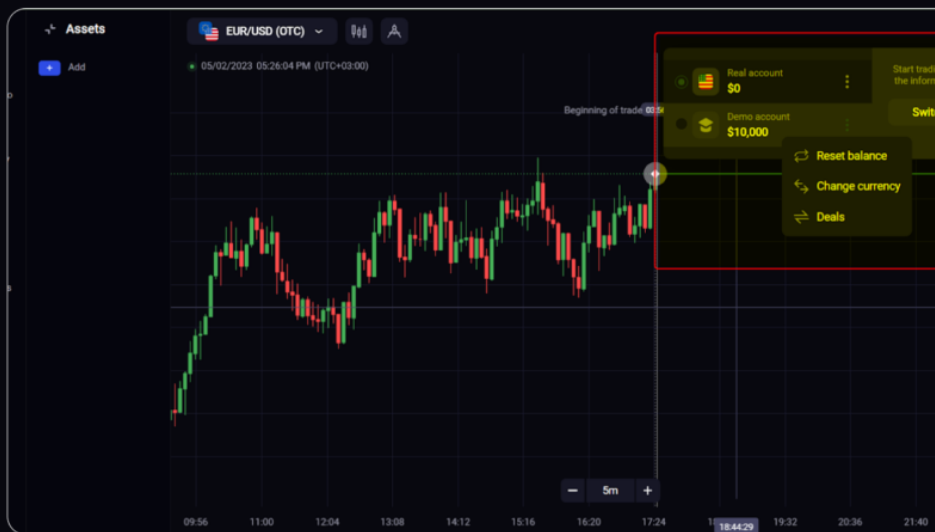 Assets
Add
EUR/USD (OTC)
05/02/2023 05:26:04 PM (UTC+03:00)
Beginning of trade
Real account
$0
Demo account
$10,000
Start
the
Reset balance
Change currency
Deals
5m
09:56 11:00 12:04 13:08 14:12 15:16 16:20 17:24 18:44:29 19:32 20:36 21:40